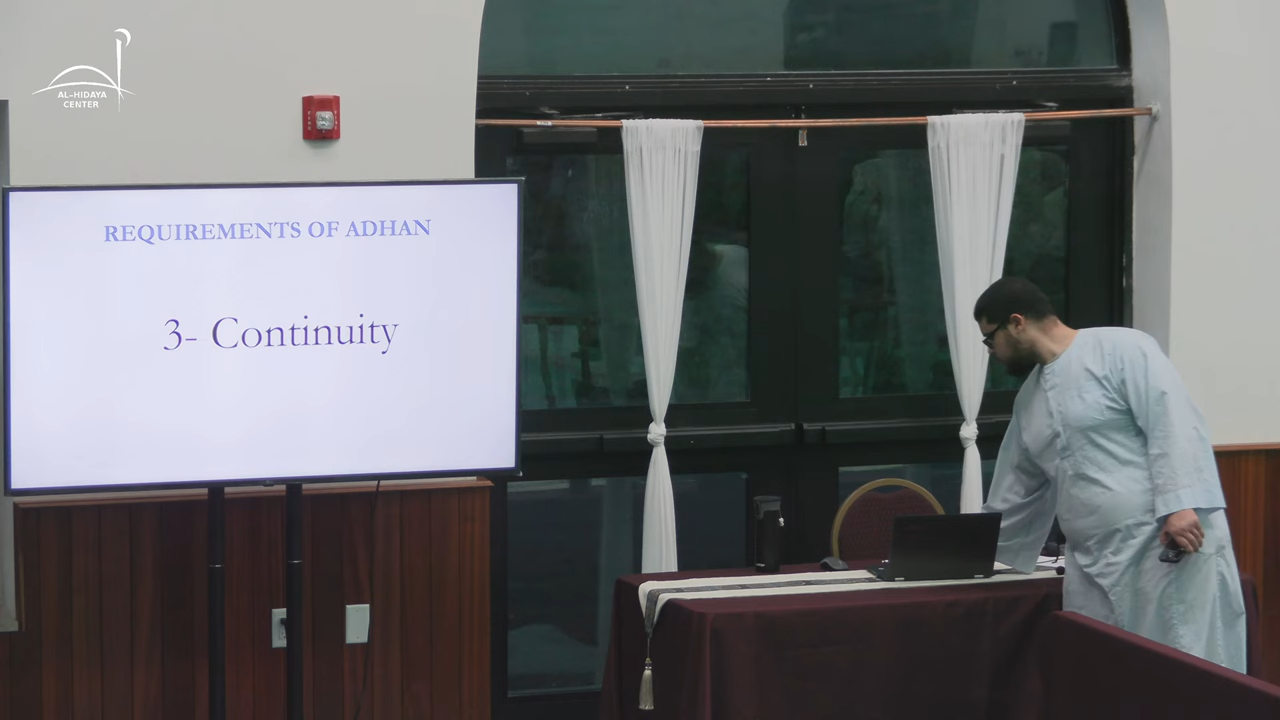 AL-HIDAYA
CENTER
REQUIREMENTS OF ADHAN
3- Continuity